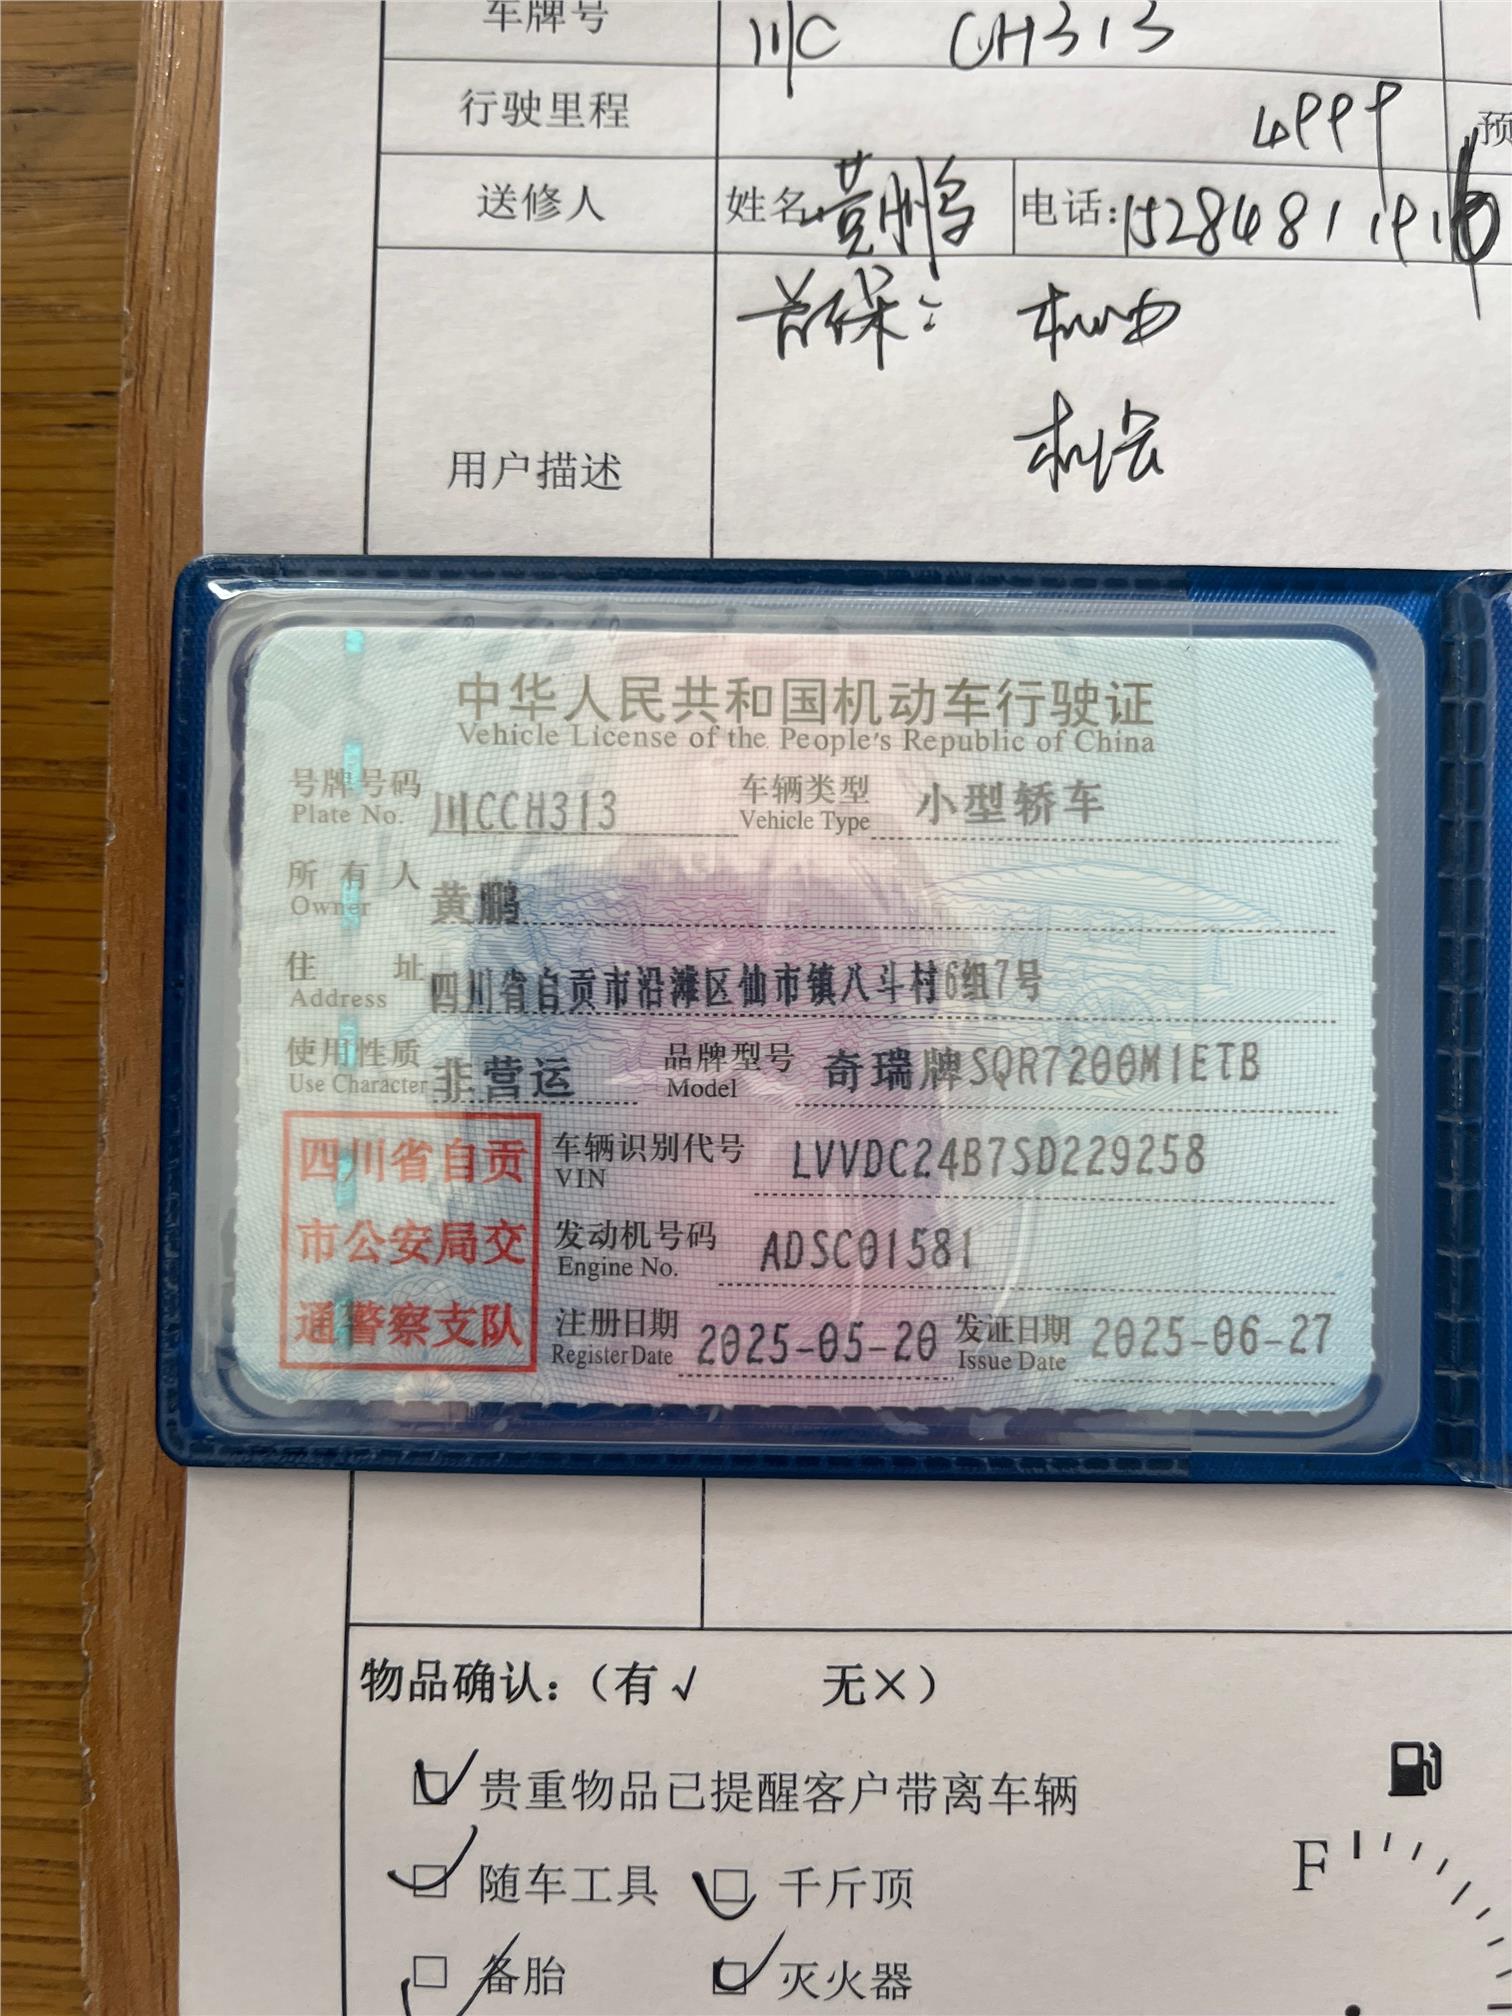 车牌号 川C CH313
行驶里程 4999 预
送修人 姓名:黄鹏 电话:1528481191
首保: 机油
机滤
用户描述
中华人民共和国机动车行驶证
Vehicle License of the People's Republic of China
号牌号码 川CCH313 车辆类型 小型轿车
Plate No. Vehicle Type
所有人 黄鹏
Owner
住址 四川省自贡市沿滩区仙市镇八斗村6组7号
Address
使用性质 非营运 品牌型号 奇瑞牌SQR7200M1ETB
Use Character Model
四川省自贡
市公安局交
通警察支队
车辆识别代号 LVVDC24B7SD229258
VIN
发动机号码 ADSC01581
Engine No.
注册日期 2025-05-20 发证日期 2025-06-27
Register Date Issue Date
物品确认:(有√ 无×)
贵重物品已提醒客户带离车辆
随车工具 千斤顶
F
备胎 灭火器